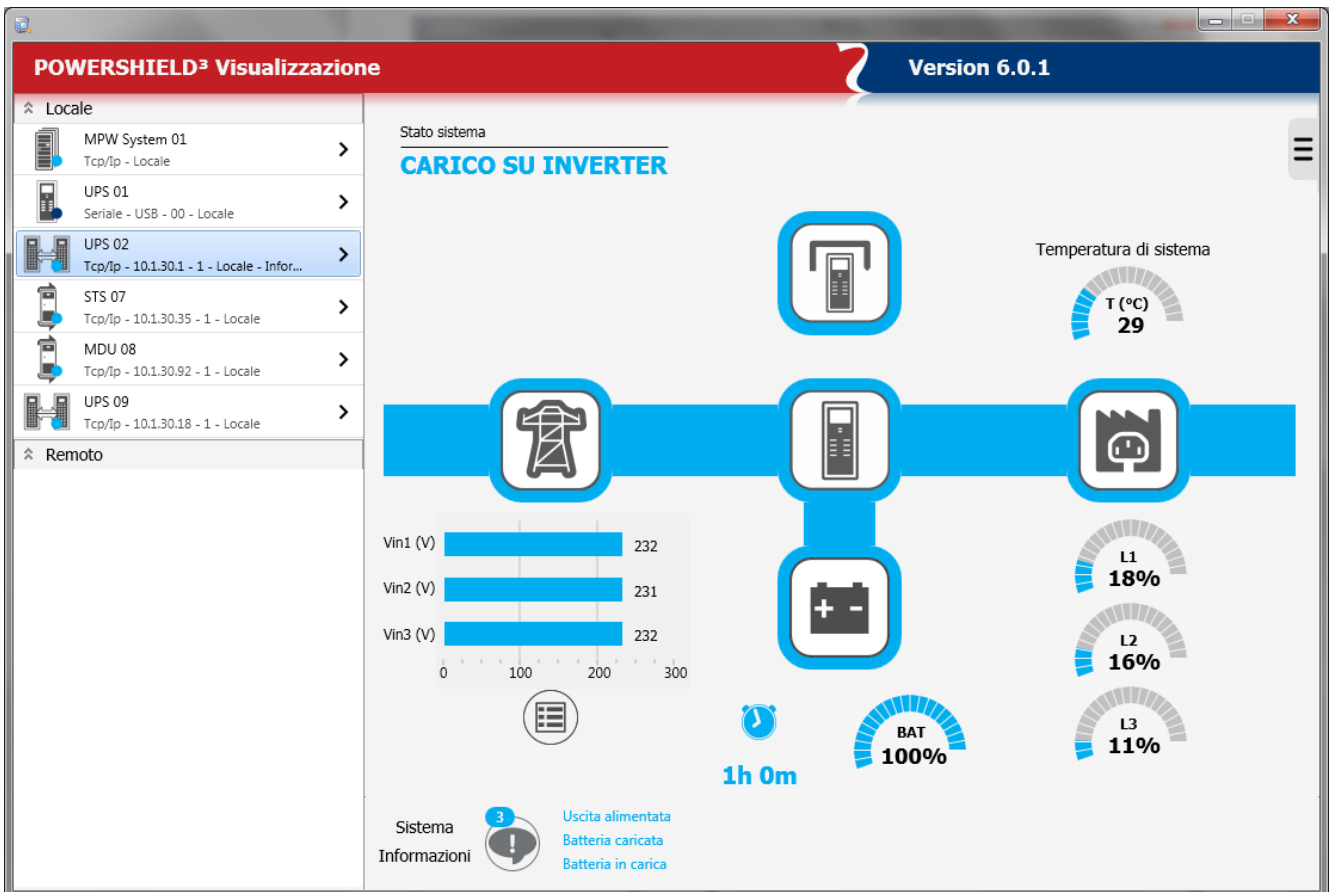 POWERSHIELD³ Visualizzazione
Version 6.0.1
Locale
MPW System 01
Tcp/Ip - Locale
UPS 01
Seriale - USB - 00 - Locale
UPS 02
Tcp/Ip - 10.1.30.1 - 1 - Locale - Infor...
STS 07
Tcp/Ip - 10.1.30.35 - 1 - Locale
MDU 08
Tcp/Ip - 10.1.30.92 - 1 - Locale
UPS 09
Tcp/Ip - 10.1.30.18 - 1 - Locale
Remoto
Stato sistema
CARICO SU INVERTER
Temperatura di sistema
T (°C)
29
Vin1 (V)
232
Vin2 (V)
231
Vin3 (V)
232
0 100 200 300
L1
18%
L2
16%
L3
11%
1h 0m
BAT
100%
Sistema
Informazioni
3
Uscita alimentata
Batteria caricata
Batteria in carica